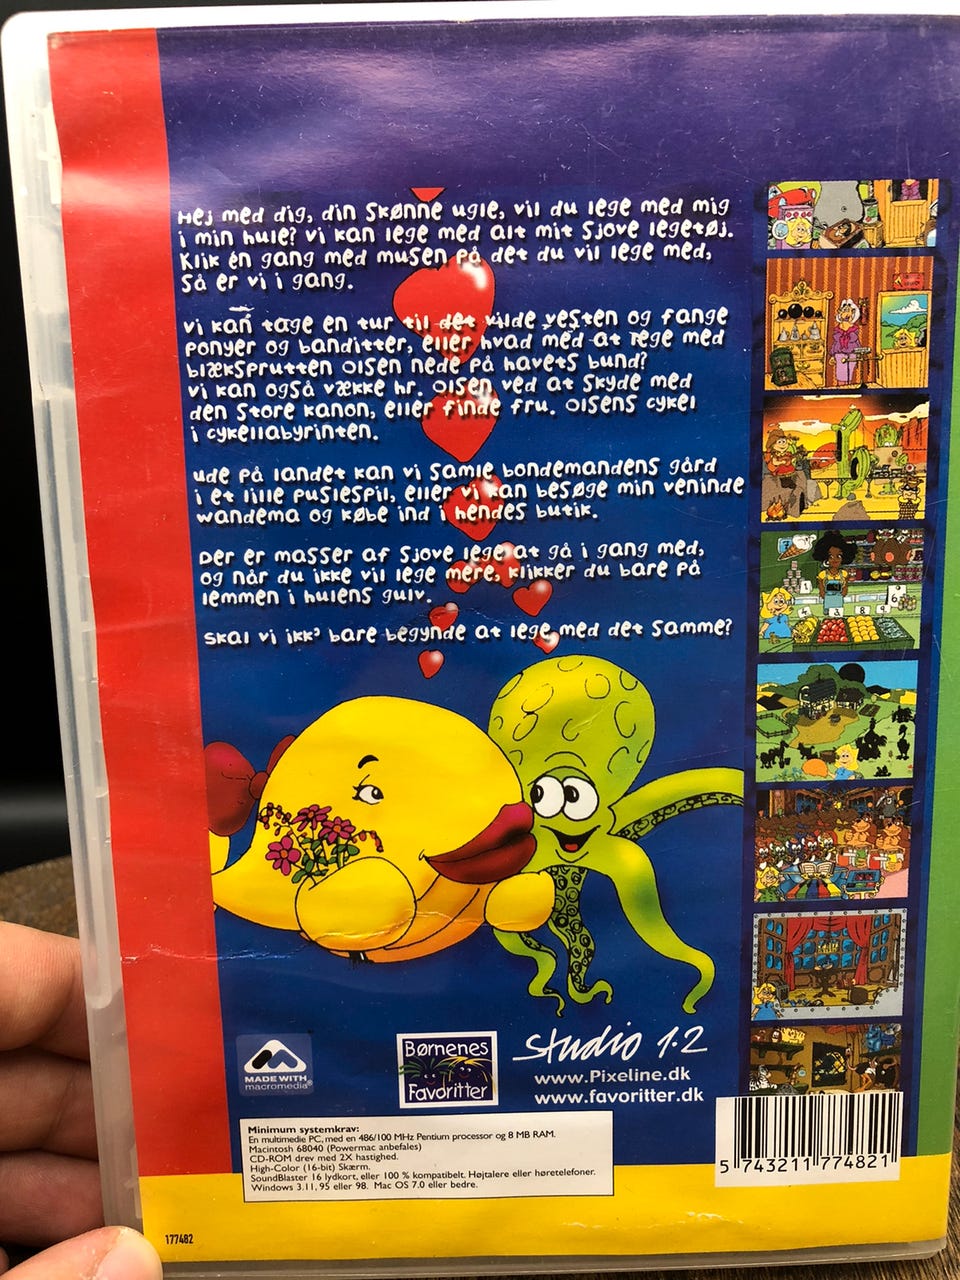 Hej med dig, din skønne ugle, vil du lege med mig
i min hule? Vi kan lege med alt mit sjove legetøj.
Klik én gang med musen på det du vil lege med,
så er vi i gang.
Vi kan tage en tur til det vilde vesten og fange
ponyer og banditter, eller hvad med at lege med
blæksprutten Olsen nede på havets bund?
Vi kan også vække hr. Olsen ved at skyde med
den store kanon, eller finde fru. Olsens cykel
i cykellabyrinten.
Ude på landet kan vi samle bondemandens gård
i et lille puslespil, eller vi kan besøge min veninde
Wandema og købe ind i hendes butik.
Der er masser af sjove lege at gå i gang med,
og når du ikke vil lege mere, klikker du bare på
lemmen i hulens gulv.
Skal vi ikk' bare begynde at lege med det samme?
MADE WITH
macromedia®
Børnenes
Favoritter
Studio 1·2
www.Pixeline.dk
www.favoritter.dk
Minimum systemkrav:
En multimedie PC, med en 486/100 MHz Pentium processor og 8 MB RAM.
Macintosh 68040 (Powermac anbefales)
CD-ROM drev med 2X hastighed.
High-Color (16-bit) Skærm.
SoundBlaster 16 lydkort, eller 100 % kompatibelt. Højtalere eller høretelefoner.
Windows 3.11, 95 eller 98. Mac OS 7.0 eller bedre.
5 743211 774821
177482